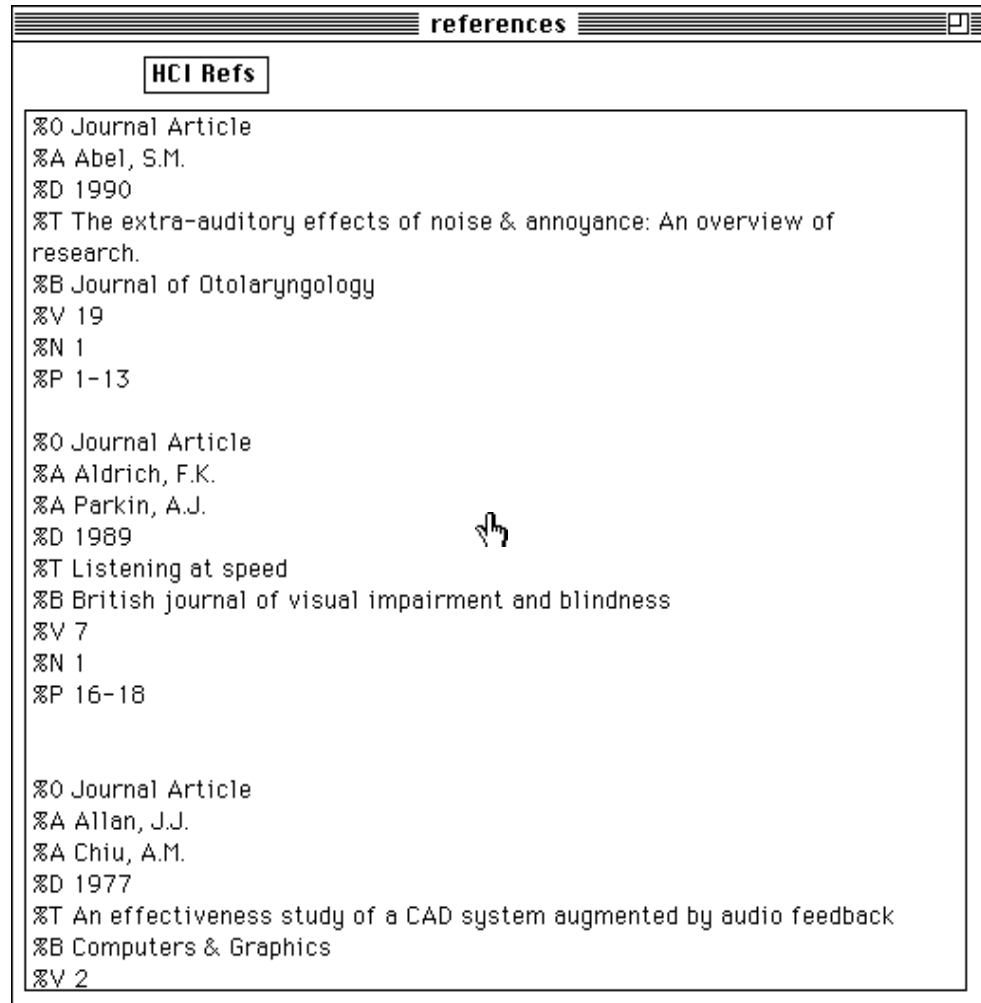 references
HCI Refs
%0 Journal Article
%A Abel, S.M.
%D 1990
%T The extra-auditory effects of noise & annoyance: An overview of
research.
%B Journal of Otolaryngology
%V 19
%N 1
%P 1-13
%0 Journal Article
%A Aldrich, F.K.
%A Parkin, A.J.
%D 1989
%T Listening at speed
%B British journal of visual impairment and blindness
%V 7
%N 1
%P 16-18
%0 Journal Article
%A Allan, J.J.
%A Chiu, A.M.
%D 1977
%T An effectiveness study of a CAD system augmented by audio feedback
%B Computers & Graphics
%V 2